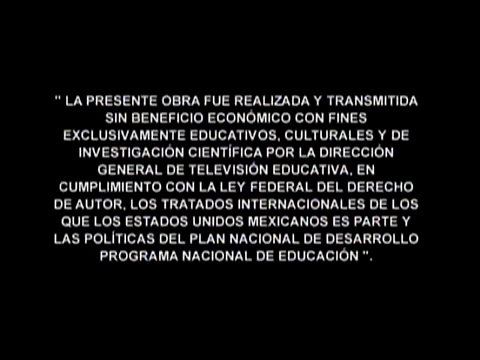 " LA PRESENTE OBRA FUE REALIZADA Y TRANSMITIDA
SIN BENEFICIO ECONÓMICO CON FINES
EXCLUSIVAMENTE EDUCATIVOS, CULTURALES Y DE
INVESTIGACIÓN CIENTÍFICA POR LA DIRECCIÓN
GENERAL DE TELEVISIÓN EDUCATIVA, EN
CUMPLIMIENTO CON LA LEY FEDERAL DEL DERECHO
DE AUTOR, LOS TRATADOS INTERNACIONALES DE LOS
QUE LOS ESTADOS UNIDOS MEXICANOS ES PARTE Y
LAS POLÍTICAS DEL PLAN NACIONAL DE DESARROLLO
PROGRAMA NACIONAL DE EDUCACIÓN ".